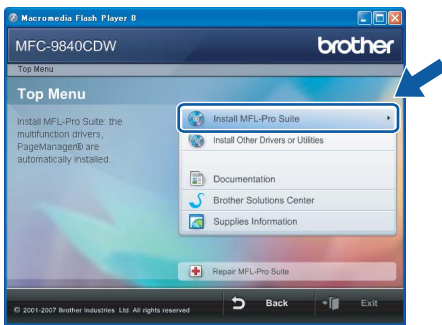 Macromedia Flash Player 8
MFC-9840CDW
brother
Top Menu
Top Menu
Install MFL-Pro Suite: the
multifunction drivers,
PageManager® are
automatically installed.
Install MFL-Pro Suite
Install Other Drivers or Utilities
Documentation
Brother Solutions Center
Supplies Information
Repair MFL-Pro Suite
© 2001-2007 Brother Industries Ltd. All rights reserved
Back
Exit